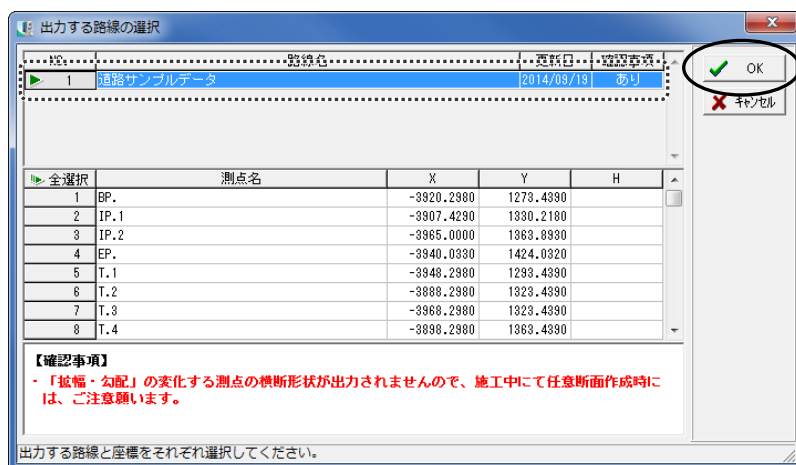 出力する路線の選択
NO. 路線名 更新日 確認事項
1 道路サンプルデータ 2014/09/19 あり
OK
キャンセル
全選択 測点名 X Y H
1 BP. -3920.2980 1273.4390
2 IP.1 -3907.4290 1330.2180
3 IP.2 -3965.0000 1363.8930
4 EP. -3940.0330 1424.0320
5 T.1 -3948.2980 1293.4390
6 T.2 -3888.2980 1323.4390
7 T.3 -3968.2980 1323.4390
8 T.4 -3898.2980 1363.4390
【確認事項】
・「拡幅・勾配」の変化する測点の横断形状が出力されませんので、施工中にて任意断面作成時に
は、ご注意願います。
出力する路線と座標をそれぞれ選択してください。